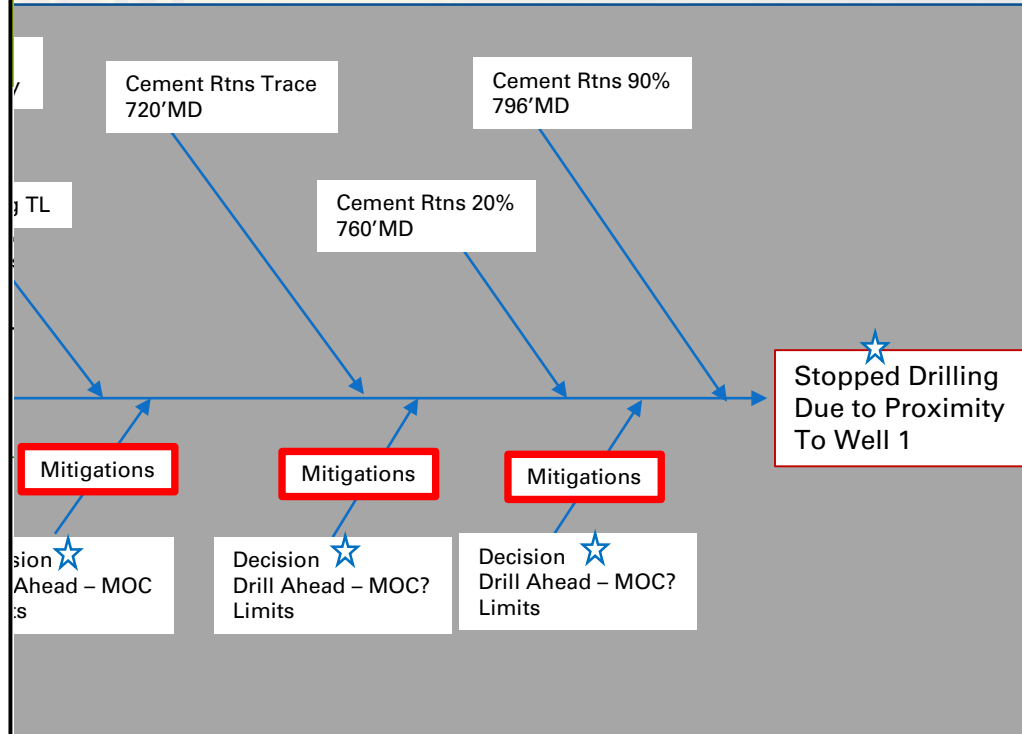 Cement Rtns Trace
720’MD
Cement Rtns 90%
796’MD
TL
Cement Rtns 20%
760’MD
Stopped Drilling
Due to Proximity
To Well 1
Mitigations
Mitigations
Mitigations
Ahead – MOC
Decision
Drill Ahead – MOC?
Limits
Decision
Drill Ahead – MOC?
Limits